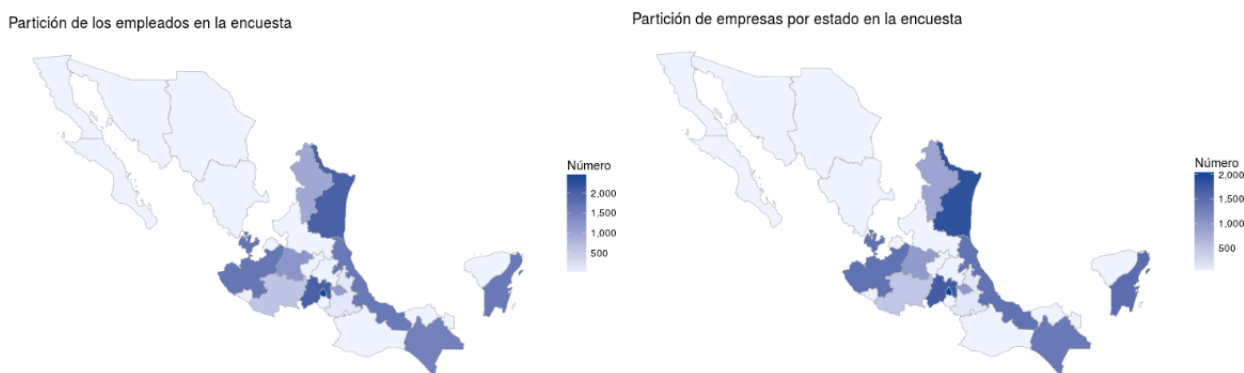 Partición de los empleados en la encuesta
Número
2,000
1,500
1,000
500
Partición de empresas por estado en la encuesta
Número
2,000
1,500
1,000
500